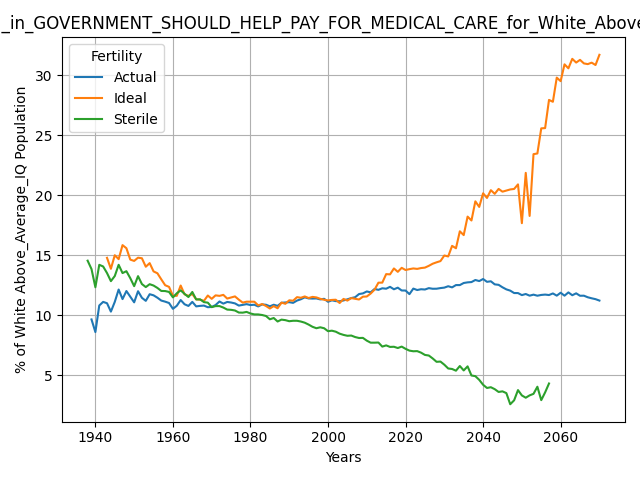 _in_GOVERNMENT_SHOULD_HELP_PAY_FOR_MEDICAL_CARE_for_White_Above
% of White Above_Average_IQ Population
Fertility
Actual
Ideal
Sterile
30
25
20
15
10
5
1940 1960 1980 2000 2020 2040 2060
Years